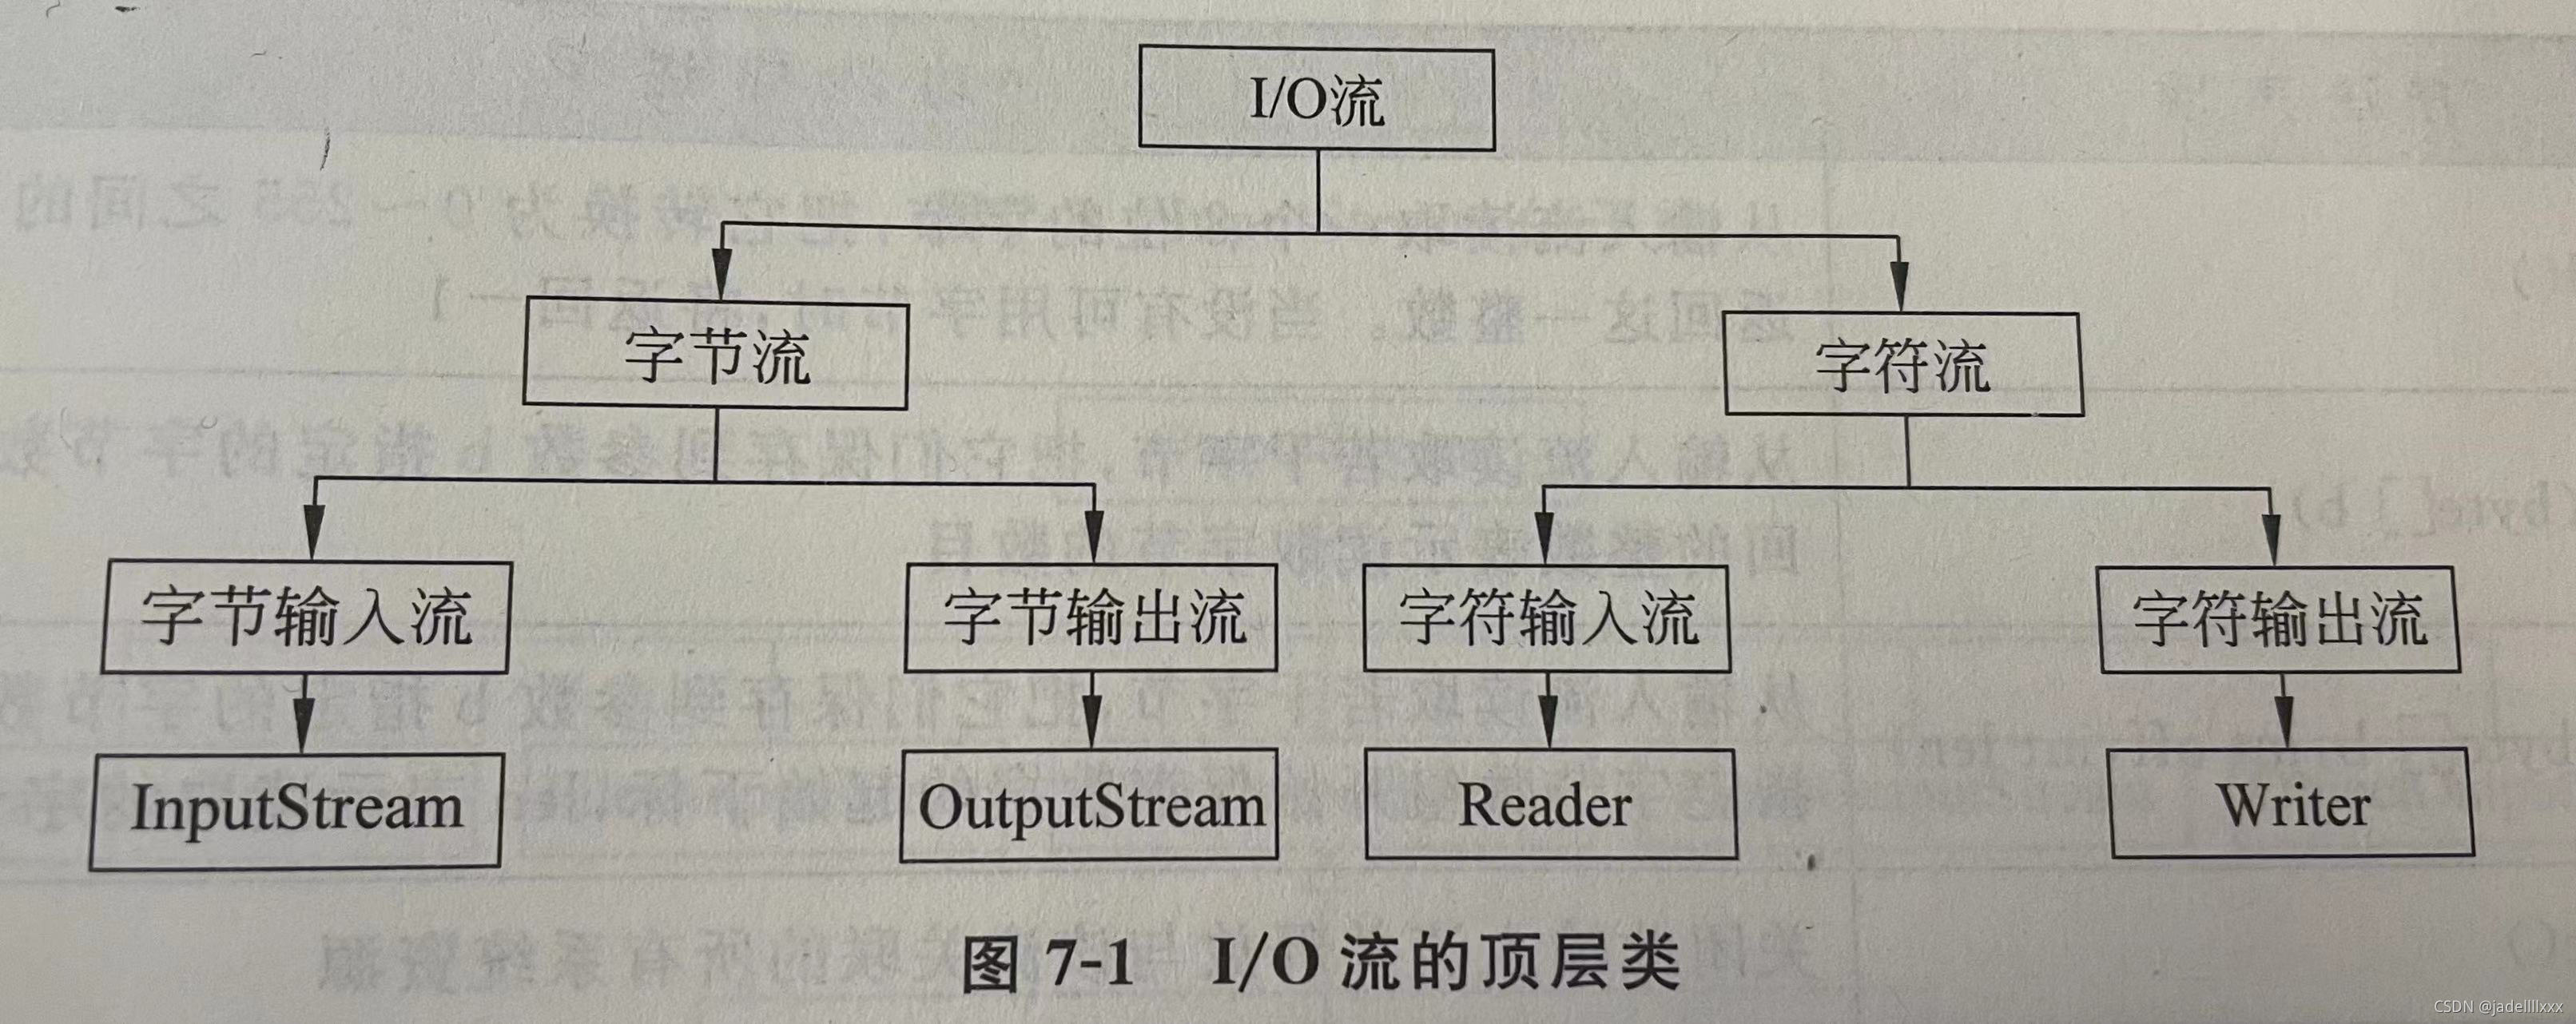 I/O流
字节流
字符流
字节输入流
字节输出流
字符输入流
字符输出流
InputStream
OutputStream
Reader
Writer
图 7-1 I/O 流的顶层类
CSDN @jadellllxxx